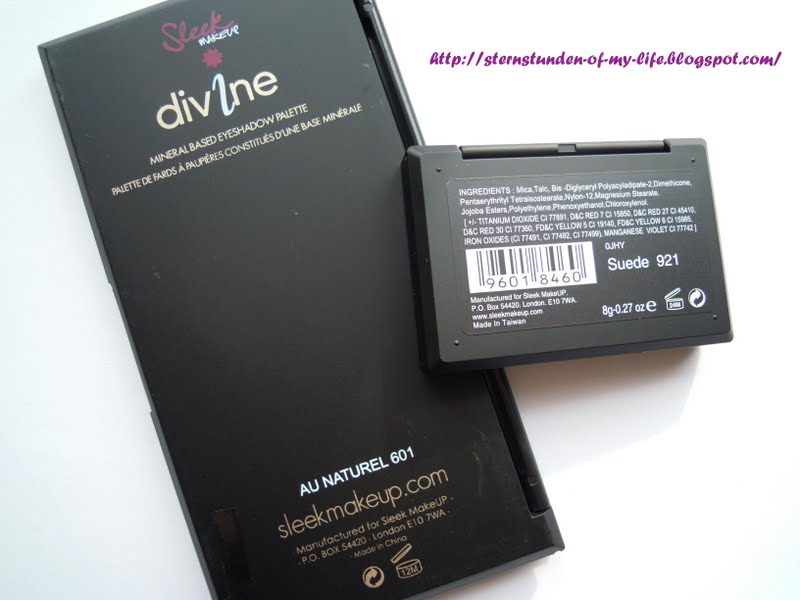 http://sternstunden-of-my-life.blogspot.com/
Sleek
MAKEUP
divine
MINERAL BASED EYESHADOW PALETTE
PALETTE DE FARDS À PAUPIÈRES CONSTITUÉS D'UNE BASE MINÉRALE
AU NATUREL 601
sleekmakeup.com
Manufactured for Sleek MakeUP .
. P.O. BOX 54420 · London E10 7WA .
· Made in China
12M
INGREDIENTS : Mica,Talc, Bis -Diglyceryl Polyacyladipate-2,Dimethicone,
Pentaerythrityl Tetraisostearate,Nylon-12,Magnesium Stearate,
Jojoba Esters,Polyethylene,Phenoxyethanol,Chloroxylenol.
[ +/- TITANIUM DIOXIDE CI 77891, D&C RED 7 CI 15850, D&C RED 27 CI 45410,
D&C RED 30 CI 77360, FD&C YELLOW 5 CI 19140, FD&C YELLOW 6 CI 15985,
IRON OXIDES (CI 77491, CI 77492, CI 77499), MANGANESE VIOLET CI 77742 ]
0JHY
9601 8460
Suede 921
Manufactured for Sleek MakeUP.
P.O. Box 54420. London. E10 7WA.
www.sleekmakeup.com
Made In Taiwan
8g-0.27 oz e
24M